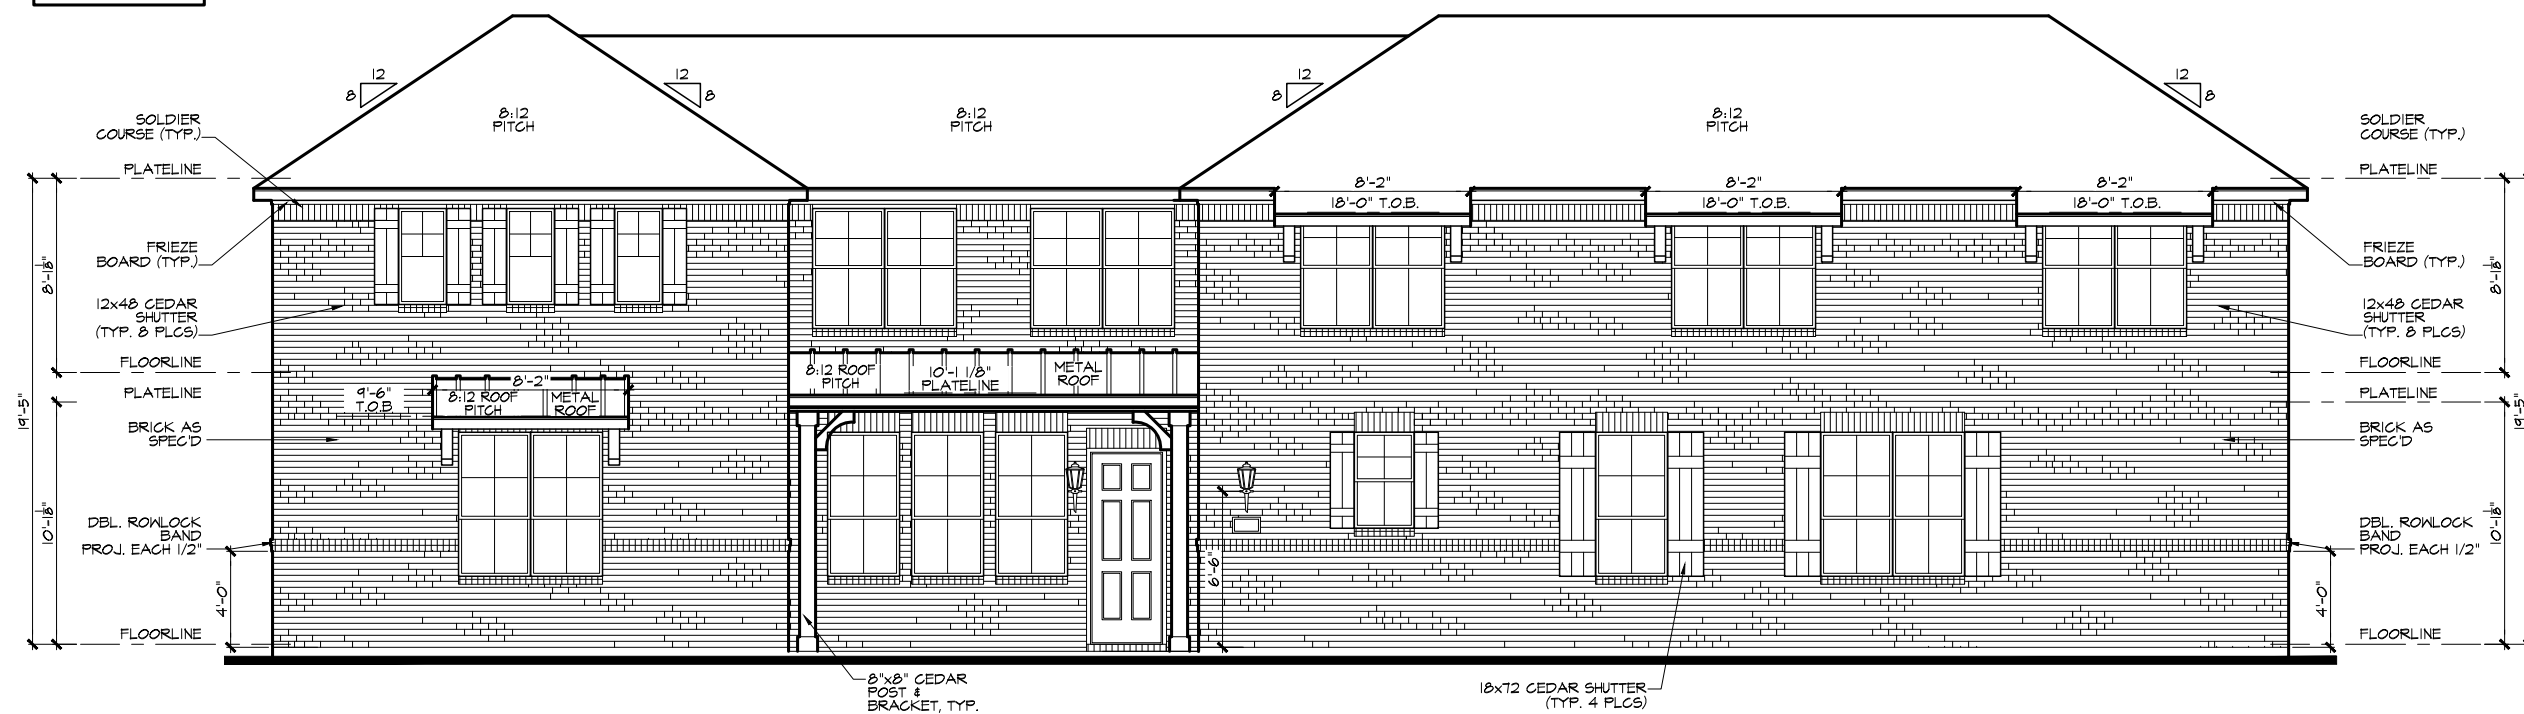 12
8
12
8
8:12
PITCH
8:12
PITCH
12
8
8:12
PITCH
12
8
SOLDIER
COURSE (TYP.)
PLATELINE
FRIEZE
BOARD (TYP.)
12x48 CEDAR
SHUTTER
(TYP. 8 PLCS)
FLOORLINE
PLATELINE
BRICK AS
SPEC'D
DBL. ROWLOCK
BAND
PROJ. EACH 1/2"
FLOORLINE
19'-5"
8'-1 1/8"
10'-1 1/8"
4'-0"
9'-6"
T.O.B.
8'-2"
8:12 ROOF
PITCH
METAL
ROOF
8:12 ROOF
PITCH
10'-1 1/8"
PLATELINE
METAL
ROOF
8'-2"
18'-0" T.O.B.
8'-2"
18'-0" T.O.B.
8'-2"
18'-0" T.O.B.
6'-6"
8"x8" CEDAR
POST &
BRACKET, TYP.
18x72 CEDAR SHUTTER
(TYP. 4 PLCS)
SOLDIER
COURSE (TYP.)
PLATELINE
FRIEZE
BOARD (TYP.)
12x48 CEDAR
SHUTTER
(TYP. 8 PLCS)
FLOORLINE
PLATELINE
BRICK AS
SPEC'D
DBL. ROWLOCK
BAND
PROJ. EACH 1/2"
FLOORLINE
8'-1 1/8"
10'-1 1/8"
19'-5"
4'-0"